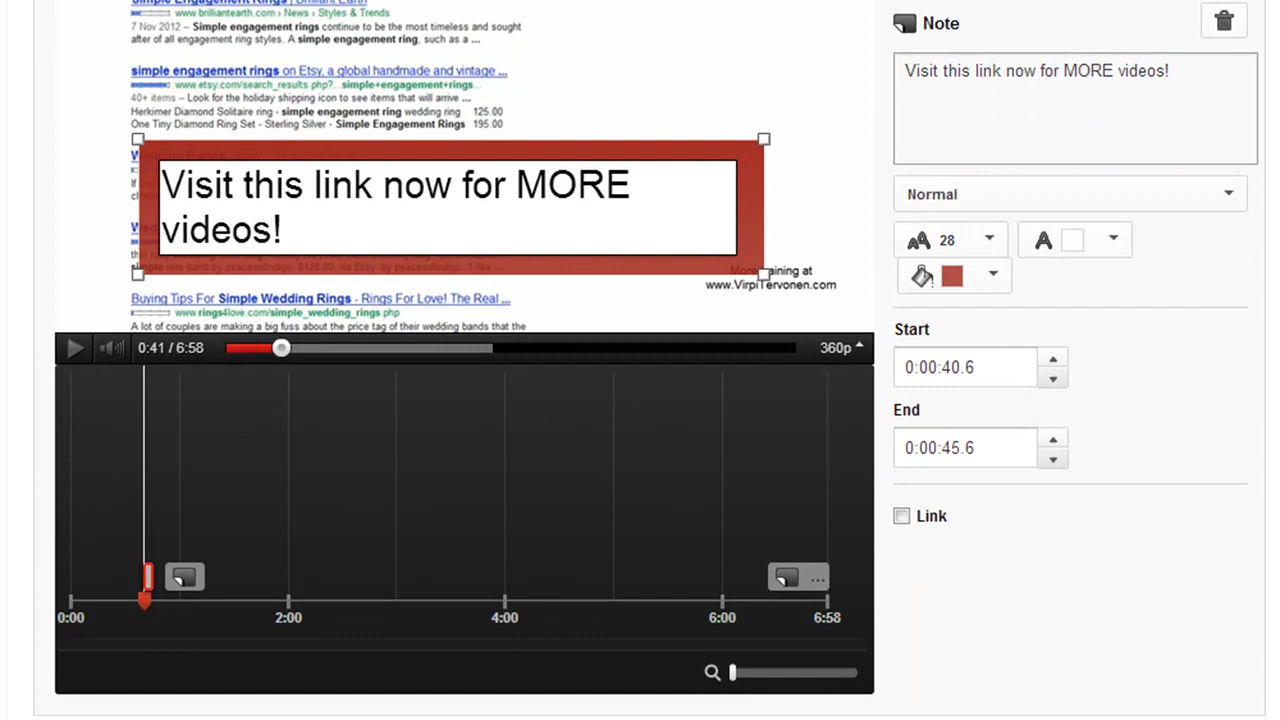 Simple Engagement Rings | Brilliant Earth
www.brilliantearth.com › News › Styles & Trends
7 Nov 2012 – Simple engagement rings continue to be the most timeless and sought
after of all engagement ring styles. A simple engagement ring, such as a ...
simple engagement rings on Etsy, a global handmade and vintage ...
www.etsy.com/search_results.php?...simple+engagement+rings
40+ items – Look for the holiday shipping icon to see items that will arrive ...
Herkimer Diamond Solitaire ring - simple engagement ring wedding ring 125.00
One Tiny Diamond Ring Set - Sterling Silver - Simple Engagement Rings 195.00
Visit this link now for MORE
videos!
More training at
www.VirpiTervonen.com
Buying Tips For Simple Wedding Rings - Rings For Love! The Real ...
www.rings4love.com/simple_wedding_rings.php
A lot of couples are making a big fuss about the price tag of their wedding bands that the
0:41 / 6:58
360p
0:00
2:00
4:00
6:00
6:58
...
Note
Visit this link now for MORE videos!
Normal
28
Start
0:00:40.6
End
0:00:45.6
Link